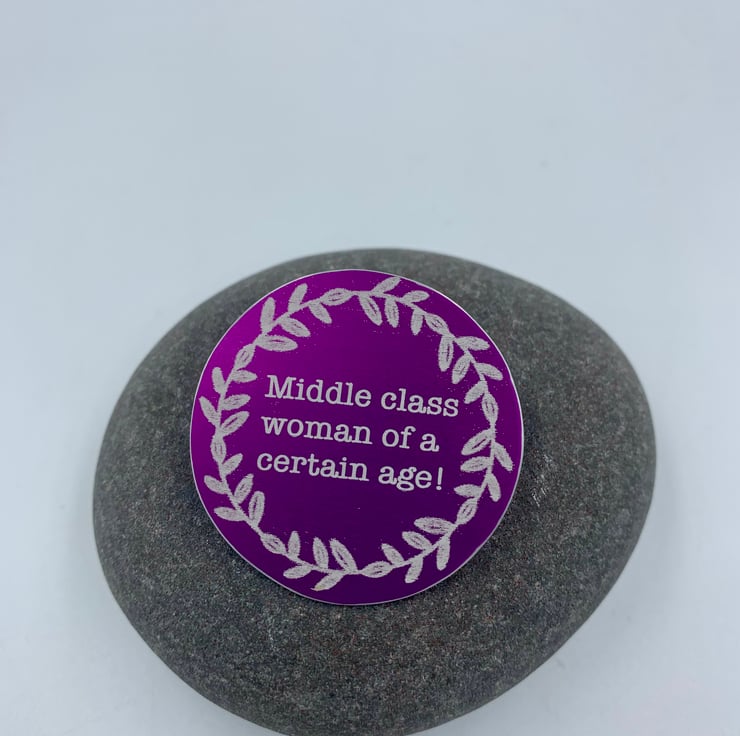 Middle class
woman of a
certain age!